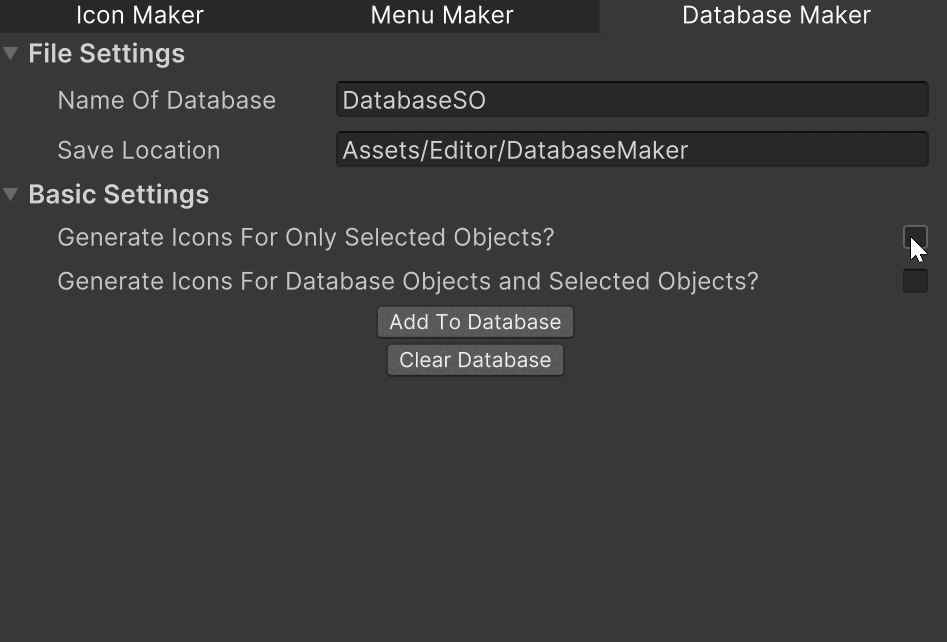 Icon Maker Menu Maker Database Maker
File Settings
Name Of Database DatabaseSO
Save Location Assets/Editor/DatabaseMaker
Basic Settings
Generate Icons For Only Selected Objects?
Generate Icons For Database Objects and Selected Objects?
Add To Database
Clear Database